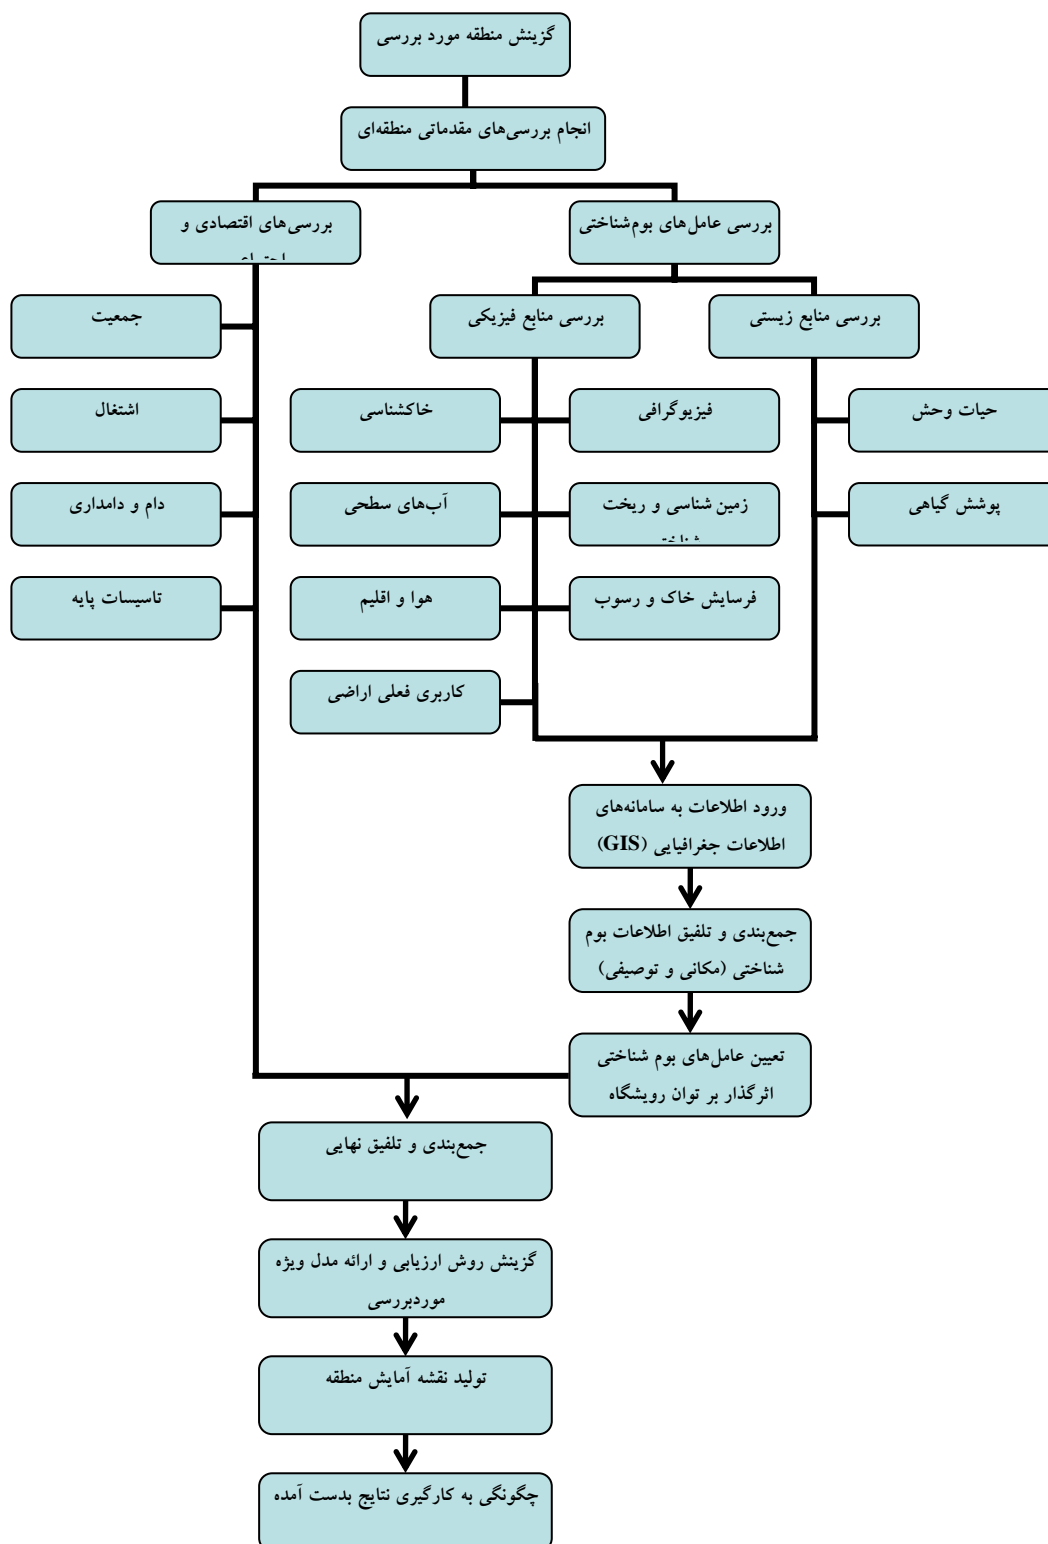 گزینش منطقه مورد بررسی
انجام بررسی‌های مقدماتی منطقه‌ای
بررسی عامل‌های بوم‌شناختی
بررسی‌های اقتصادی و
بررسی منابع زیستی
بررسی منابع فیزیکی
جمعیت
حیات وحش
فیزیوگرافی
خاکشناسی
اشتغال
پوشش گیاهی
زمین شناسی و ریخت
آب‌های سطحی
دام و دامداری
فرسایش خاک و رسوب
هوا و اقلیم
تاسیسات پایه
کاربری فعلی اراضی
ورود اطلاعات به سامانه‌های
اطلاعات جغرافیایی (GIS)
جمع‌بندی و تلفیق اطلاعات بوم
شناختی (مکانی و توصیفی)
تعیین عامل‌های بوم شناختی
اثرگذار بر توان رویشگاه
جمع‌بندی و تلفیق نهایی
گزینش روش ارزیابی و ارائه مدل ویژه
موردبررسی
تولید نقشه آمایش منطقه
چگونگی به کارگیری نتایج بدست آمده